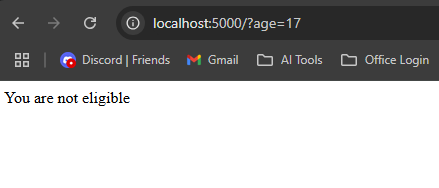 localhost:5000/?age=17
Discord | Friends Gmail AI Tools Office Login
You are not eligible